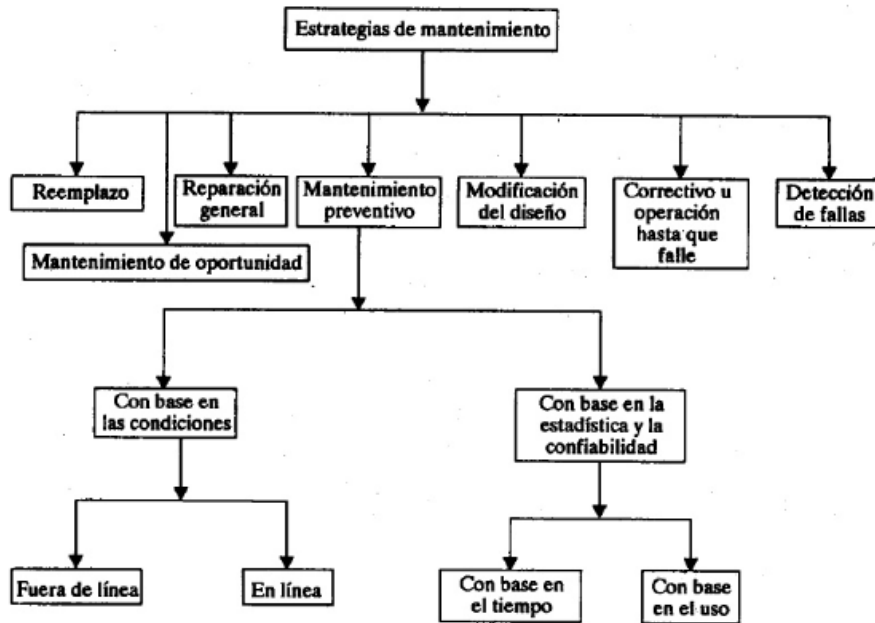 Estrategias de mantenimiento
Reemplazo
Reparación
general
Mantenimiento
preventivo
Modificación
del diseño
Correctivo u
operación
hasta que
falle
Detección
de fallas
Mantenimiento de oportunidad
Con base en
las condiciones
Con base en la
estadística y la
confiabilidad
Fuera de línea
En línea
Con base en
el tiempo
Con base
en el uso